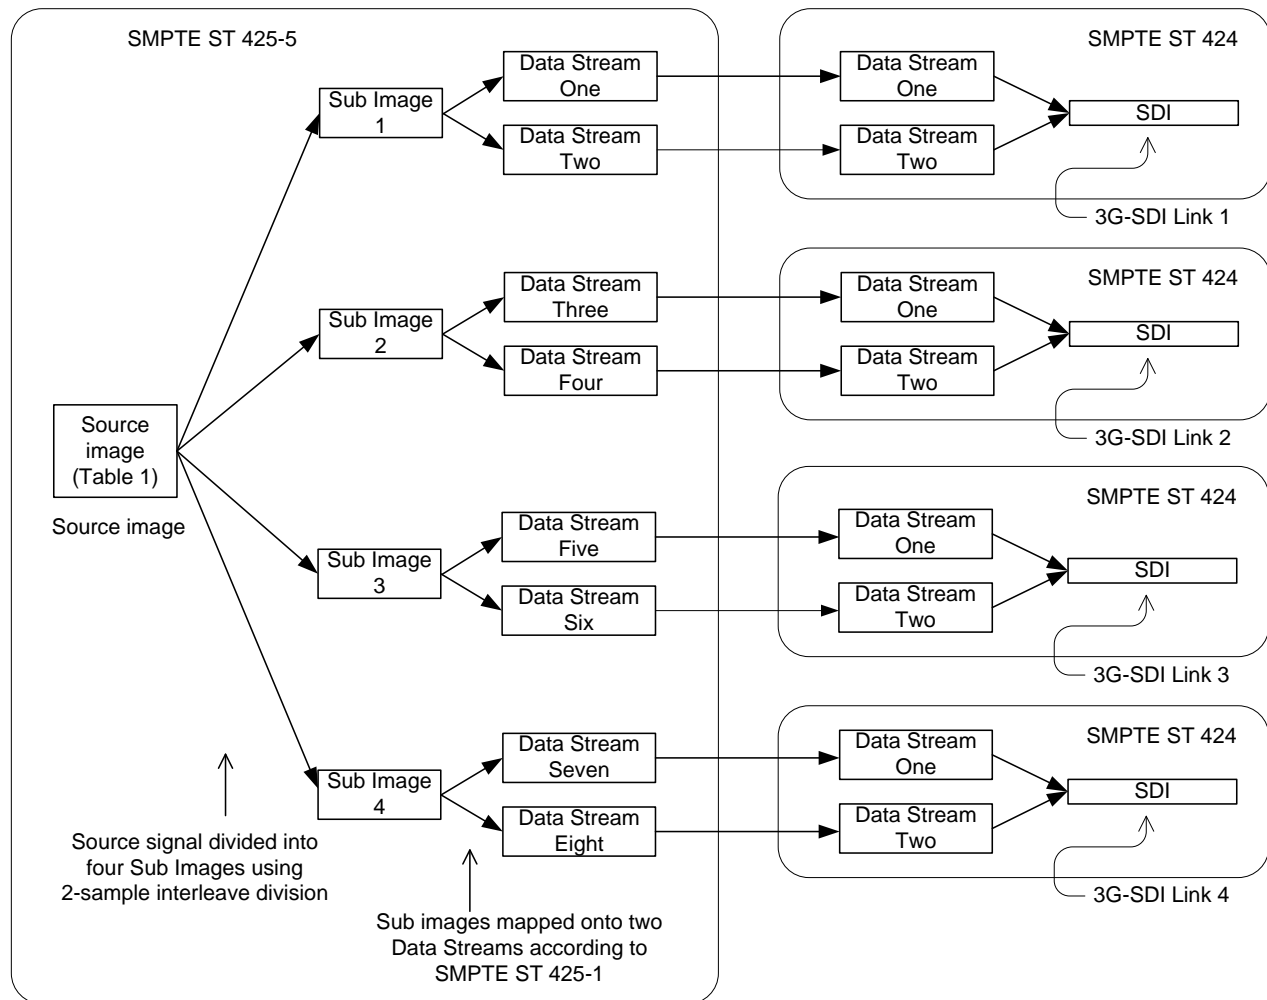 SMPTE ST 425-5
Sub Image
1
Data Stream
One
Data Stream
Two
Sub Image
2
Data Stream
Three
Data Stream
Four
Source
image
(Table 1)
Source image
Sub Image
3
Data Stream
Five
Data Stream
Six
Sub Image
4
Data Stream
Seven
Data Stream
Eight
Source signal divided into
four Sub Images using
2-sample interleave division
Sub images mapped onto two
Data Streams according to
SMPTE ST 425-1
SMPTE ST 424
Data Stream
One
Data Stream
Two
SDI
3G-SDI Link 1
SMPTE ST 424
Data Stream
One
Data Stream
Two
SDI
3G-SDI Link 2
SMPTE ST 424
Data Stream
One
Data Stream
Two
SDI
3G-SDI Link 3
SMPTE ST 424
Data Stream
One
Data Stream
Two
SDI
3G-SDI Link 4